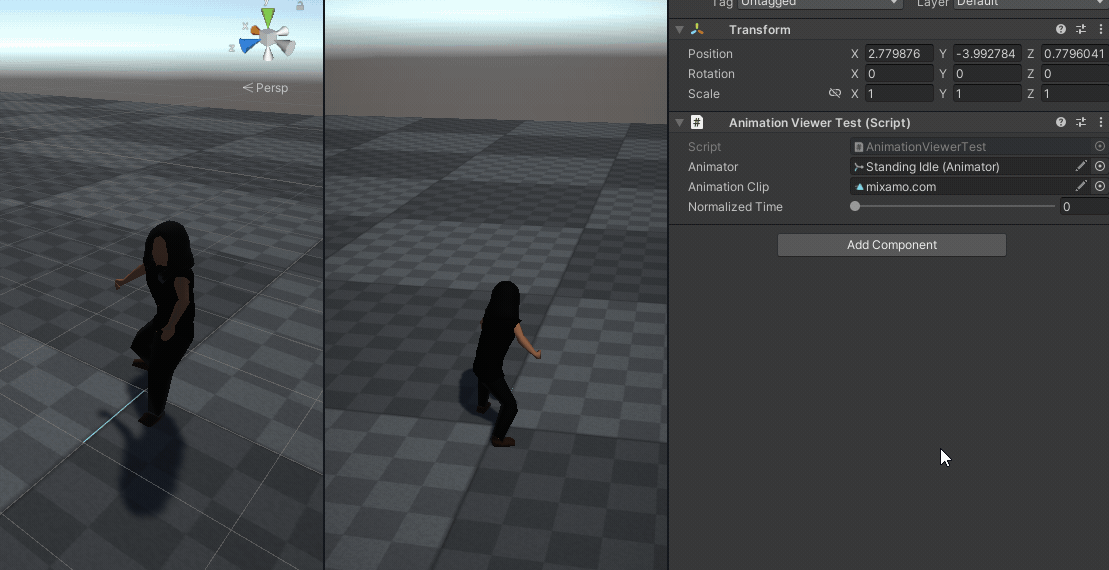 Tag Untagged Layer Default
y
x
z
Persp
Transform
Position X 2.779876 Y -3.992784 Z 0.7796041
Rotation X 0 Y 0 Z 0
Scale X 1 Y 1 Z 1
# Animation Viewer Test (Script)
Script # AnimationViewerTest
Animator Standing Idle (Animator)
Animation Clip mixamo.com
Normalized Time 0
Add Component